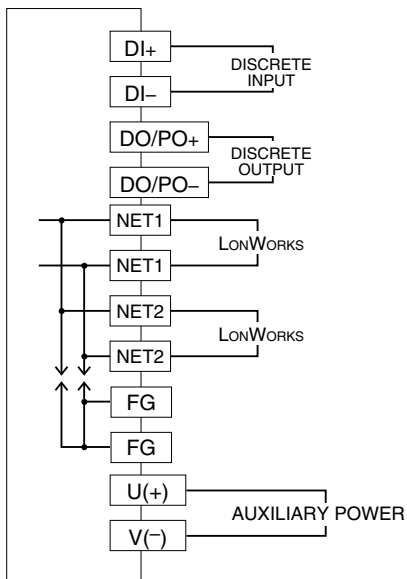 DI+
DISCRETE
INPUT
DI−
DO/PO+
DISCRETE
OUTPUT
DO/PO−
NET1
LONWORKS
NET1
NET2
LONWORKS
NET2
FG
FG
U(+)
AUXILIARY POWER
V(−)